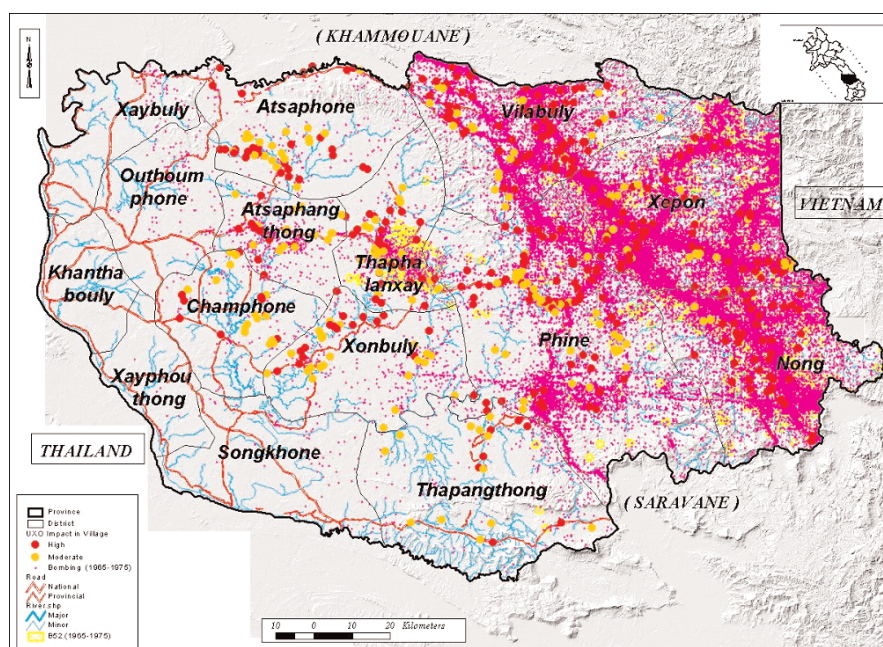 N
( KHAMMOUANE )
Xaybuly
Atsaphone
Vilabuly
Outhoum
phone
Atsaphang
thong
Xepon
VIETNAM
Khantha
bouly
Thapha
lanxay
Champhone
Xonbuly
Phine
Nong
Xayphou
thong
THAILAND
Songkhone
Thapangthong
( SARAVANE )
Province
District
UXO Impact in Village
High
Moderate
Bombing (1965-1975)
Road
National
Provincial
River.shp
Major
Minor
B52 (1965-1975)
10 0 10 20 Kilometers